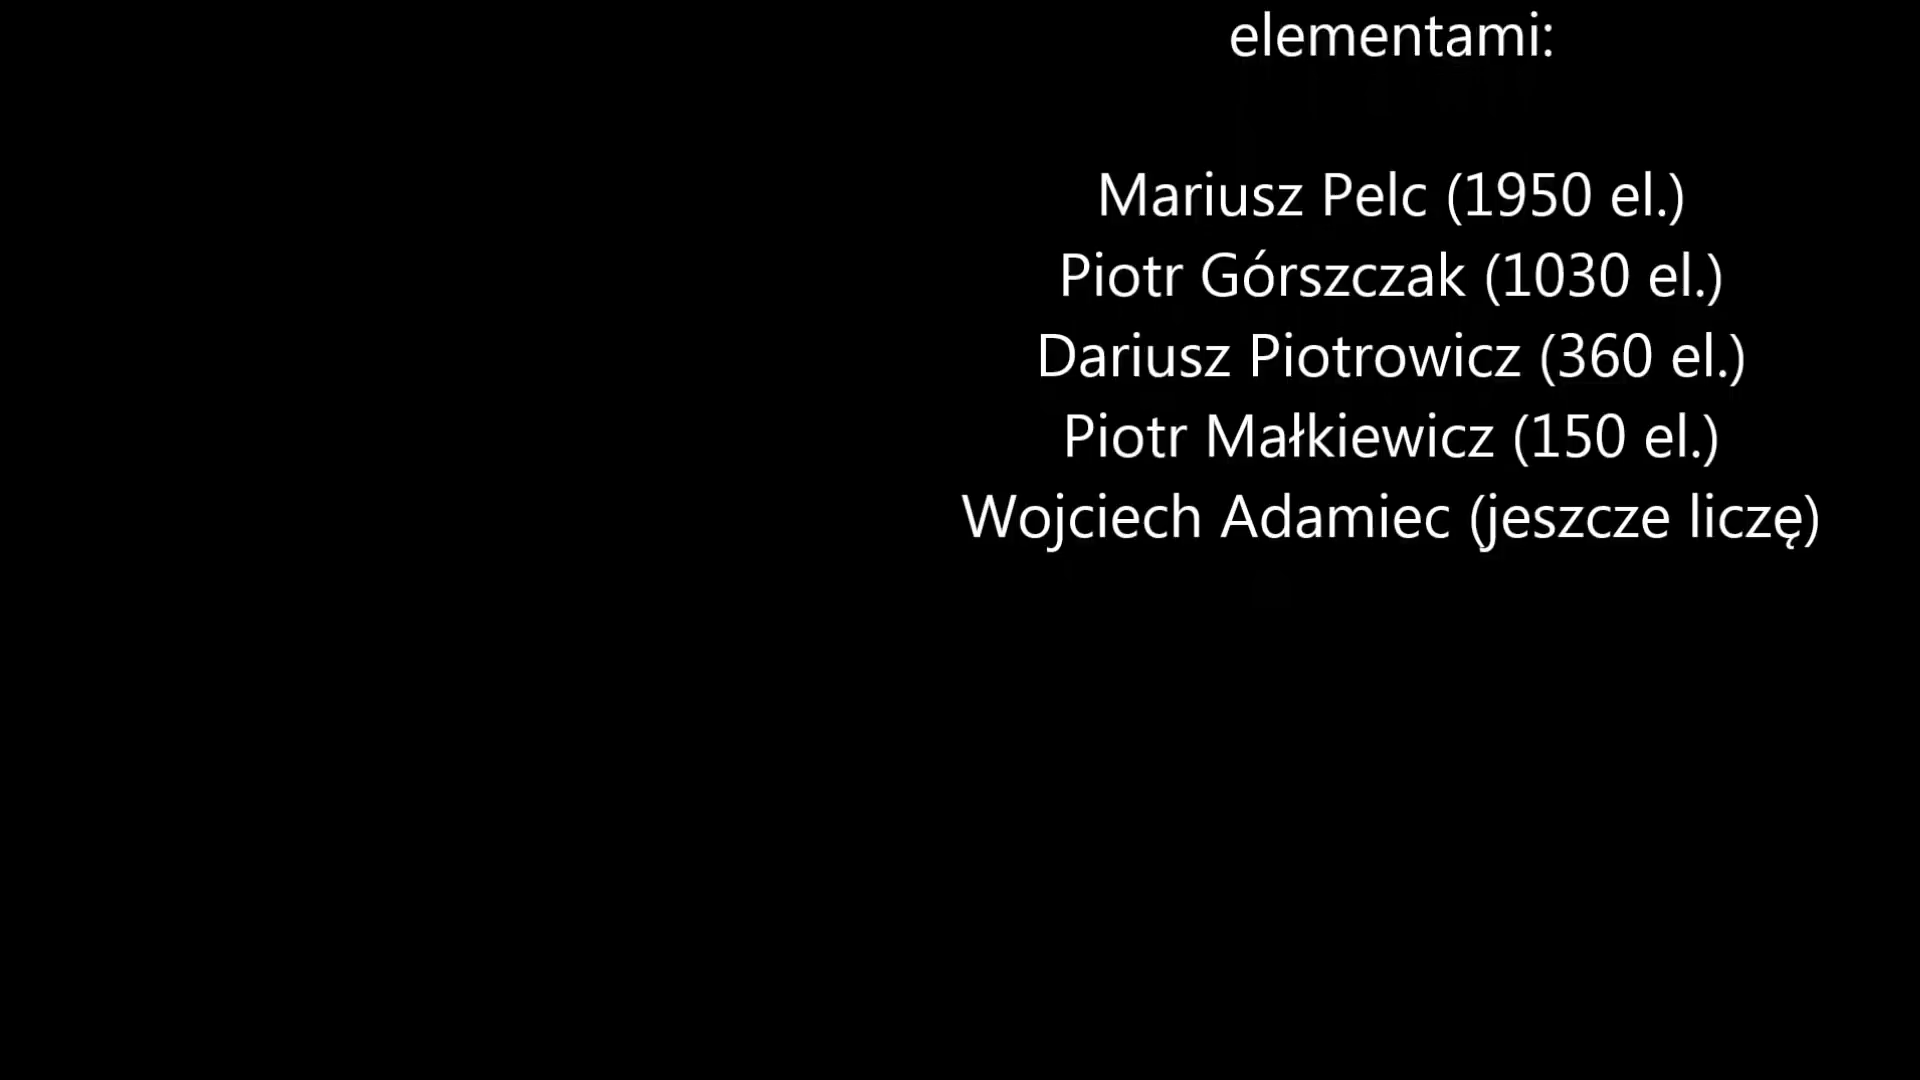 elementami:
Mariusz Pelc (1950 el.)
Piotr Górszczak (1030 el.)
Dariusz Piotrowicz (360 el.)
Piotr Małkiewicz (150 el.)
Wojciech Adamiec (jeszcze liczę)